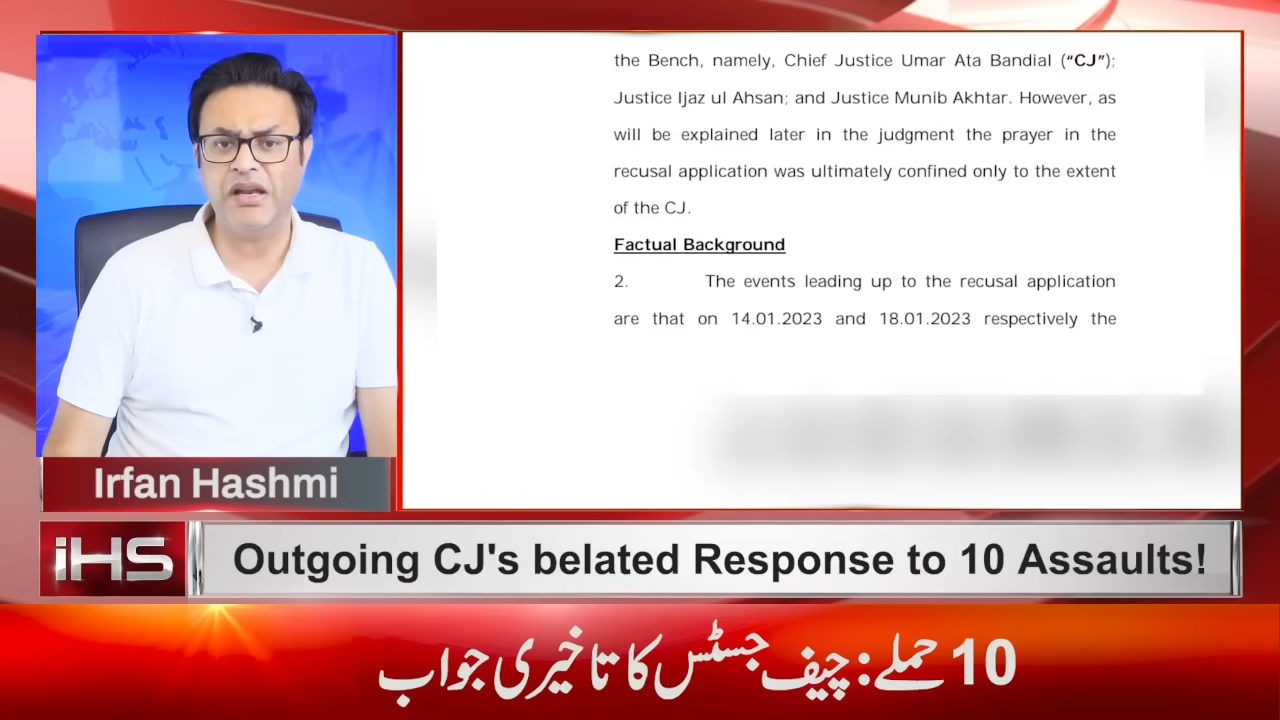 the Bench, namely, Chief Justice Umar Ata Bandial (“CJ”);
Justice Ijaz ul Ahsan; and Justice Munib Akhtar. However, as
will be explained later in the judgment the prayer in the
recusal application was ultimately confined only to the extent
of the CJ.
Factual Background
2. The events leading up to the recusal application
are that on 14.01.2023 and 18.01.2023 respectively the
Irfan Hashmi
iHS
Outgoing CJ's belated Response to 10 Assaults!
10 حملے: چیف جسٹس کا تاخیری جواب